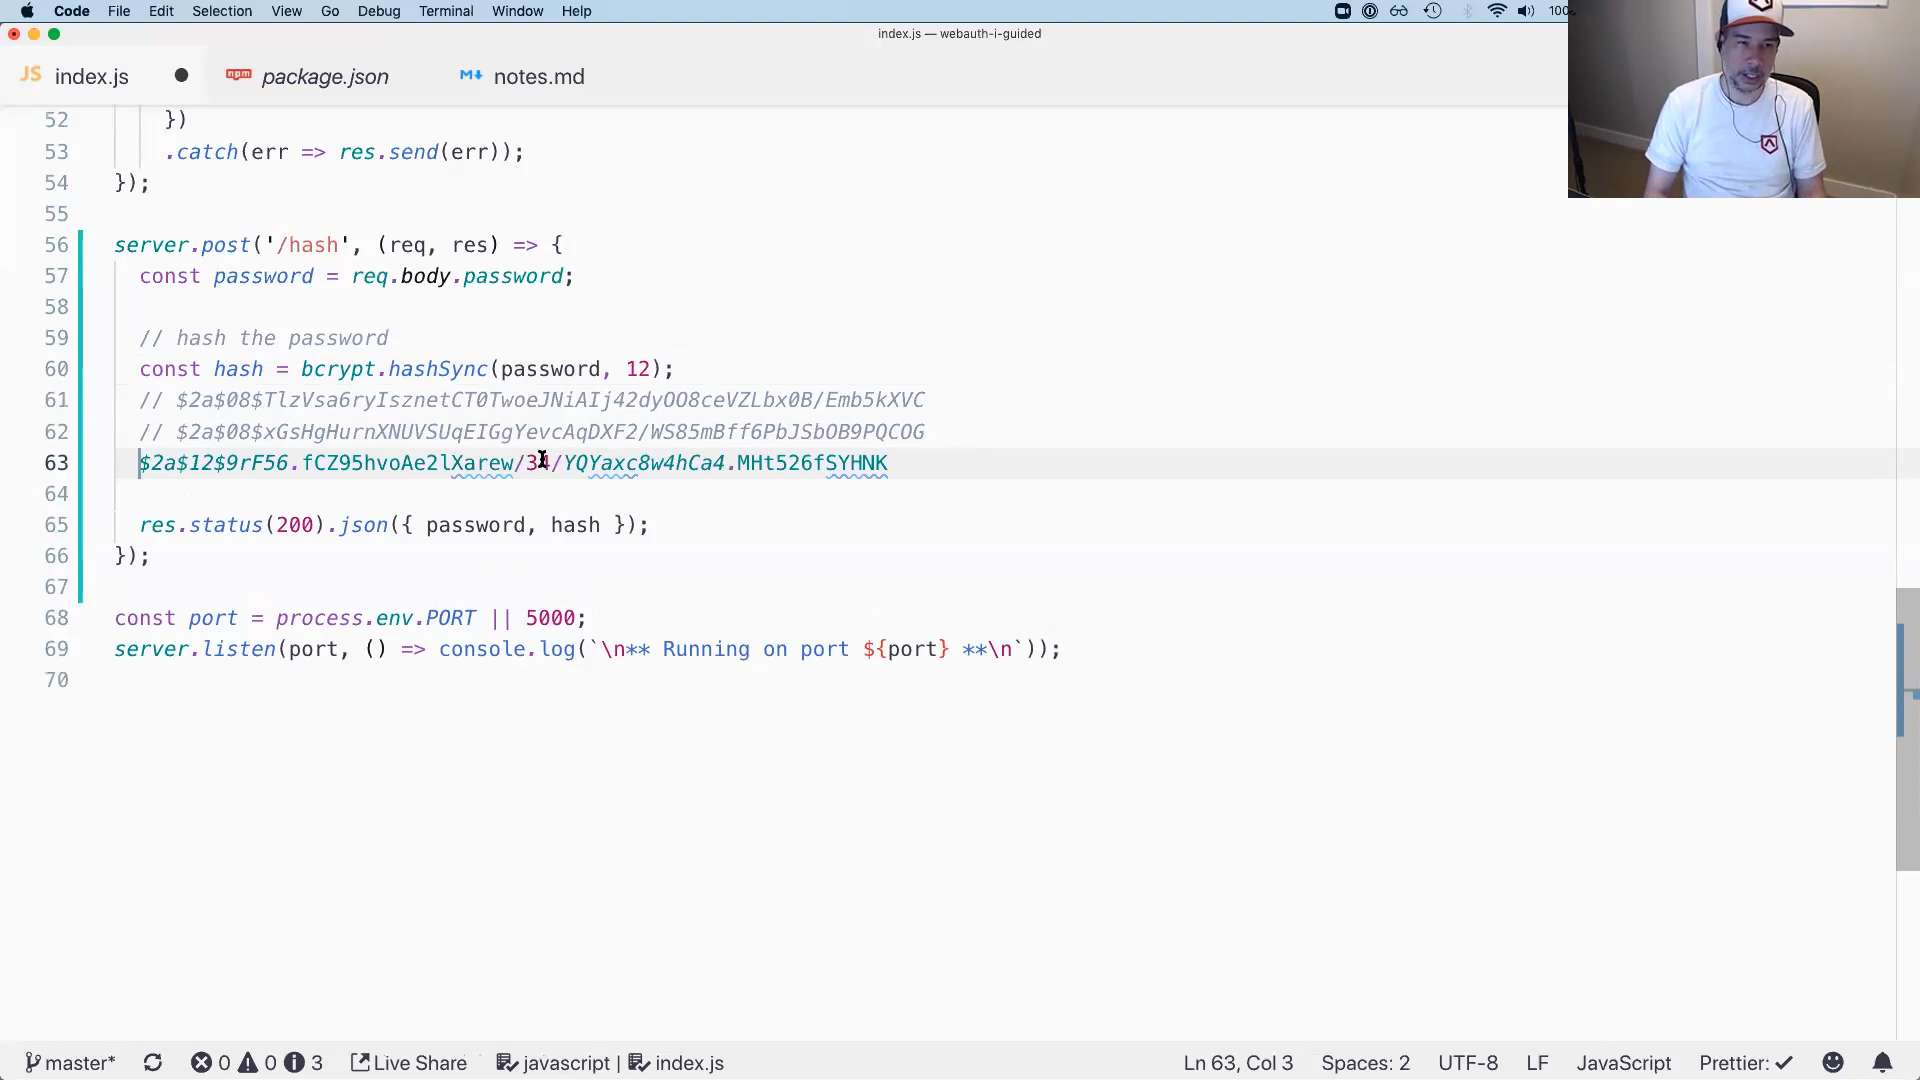 Code File Edit Selection View Go Debug Terminal Window Help 100
index.js — webauth-i-guided
JS index.js package.json notes.md
52 })
53 .catch(err => res.send(err));
54 });
55
56 server.post('/hash', (req, res) => {
57 const password = req.body.password;
58
59 // hash the password
60 const hash = bcrypt.hashSync(password, 12);
61 // $2a$08$TlzVsa6ryIsznetCT0TwoeJNiAIj42dyOO8ceVZLbx0B/Emb5kXVC
62 // $2a$08$xGsHgHurnXNUVSUqEIGgYevcAqDXF2/WS85mBff6PbJSbOB9PQCOG
63 $2a$12$9rF56.fCZ95hvoAe2lXarew/34/YQYaxc8w4hCa4.MHt526fSYHNK
64
65 res.status(200).json({ password, hash });
66 });
67
68 const port = process.env.PORT || 5000;
69 server.listen(port, () => console.log(`\n** Running on port ${port} **\n`));
70
master* 0 0 3 Live Share javascript | index.js Ln 63, Col 3 Spaces: 2 UTF-8 LF JavaScript Prettier: ✓